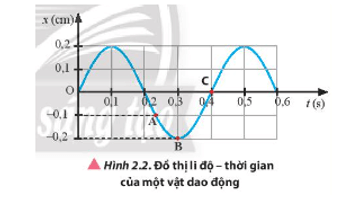 x (cm)
0,2
0,1
C
0
0,1 0,2 0,3 0,4 0,5 0,6 t (s)
A
−0,1
B
−0,2
Hình 2.2. Đồ thị li độ – thời gian
của một vật dao động